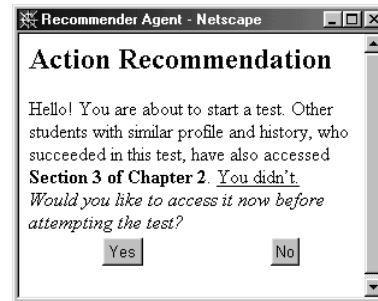 Recommender Agent - Netscape
Action Recommendation
Hello! You are about to start a test. Other
students with similar profile and history, who
succeeded in this test, have also accessed
Section 3 of Chapter 2. You didn't.
Would you like to access it now before
attempting the test?
Yes No